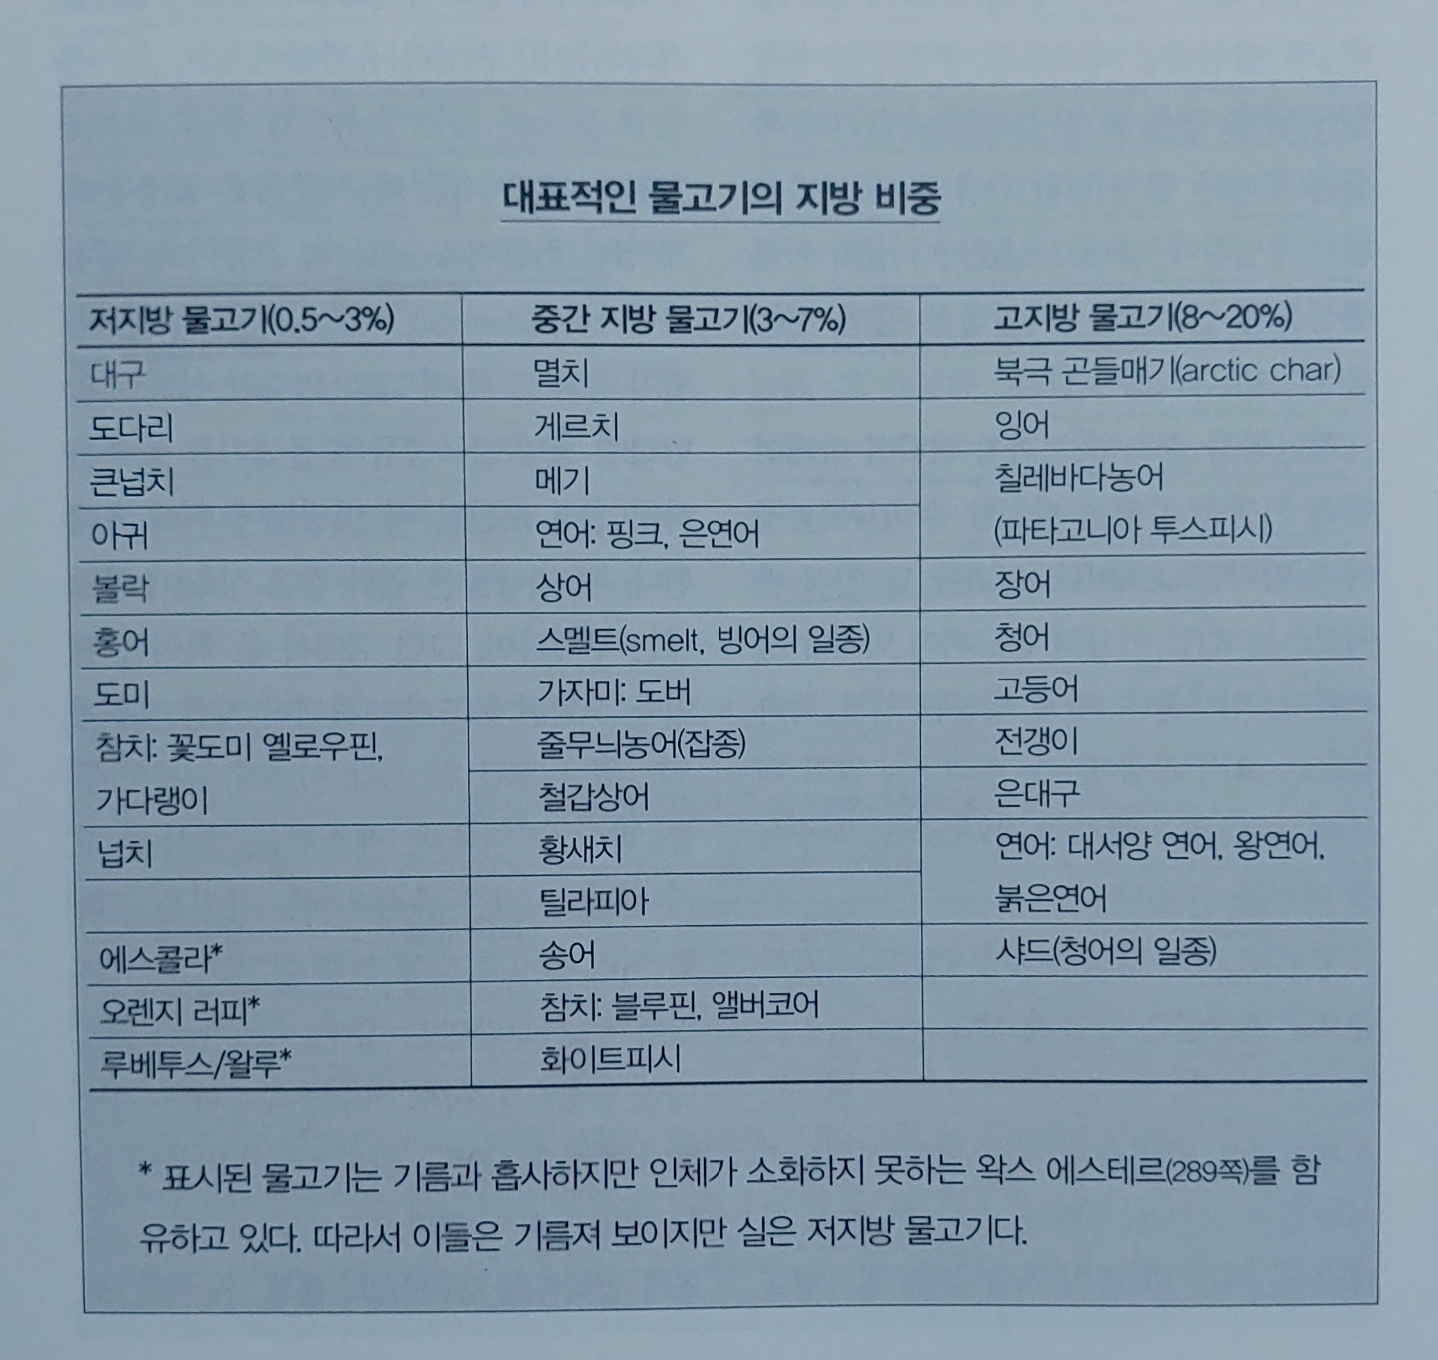 대표적인 물고기의 지방 비중
저지방 물고기(0.5~3%) 중간 지방 물고기(3~7%) 고지방 물고기(8~20%)
대구 멸치 북극 곤들매기(arctic char)
도다리 게르치 잉어
큰넙치 메기 칠레바다농어
아귀 연어: 핑크, 은연어 (파타고니아 투스피시)
볼락 상어 장어
홍어 스멜트(smelt, 빙어의 일종) 청어
도미 가자미: 도버 고등어
참치: 꽃도미 옐로우핀, 줄무늬농어(잡종) 전갱이
가다랭이 철갑상어 은대구
넙치 황새치 연어: 대서양 연어, 왕연어,
틸라피아 붉은연어
에스콜라* 송어 샤드(청어의 일종)
오렌지 러피* 참치: 블루핀, 앨버코어
루베투스/왈루* 화이트피시
* 표시된 물고기는 기름과 흡사하지만 인체가 소화하지 못하는 왁스 에스테르(289쪽)를 함
유하고 있다. 따라서 이들은 기름져 보이지만 실은 저지방 물고기다.